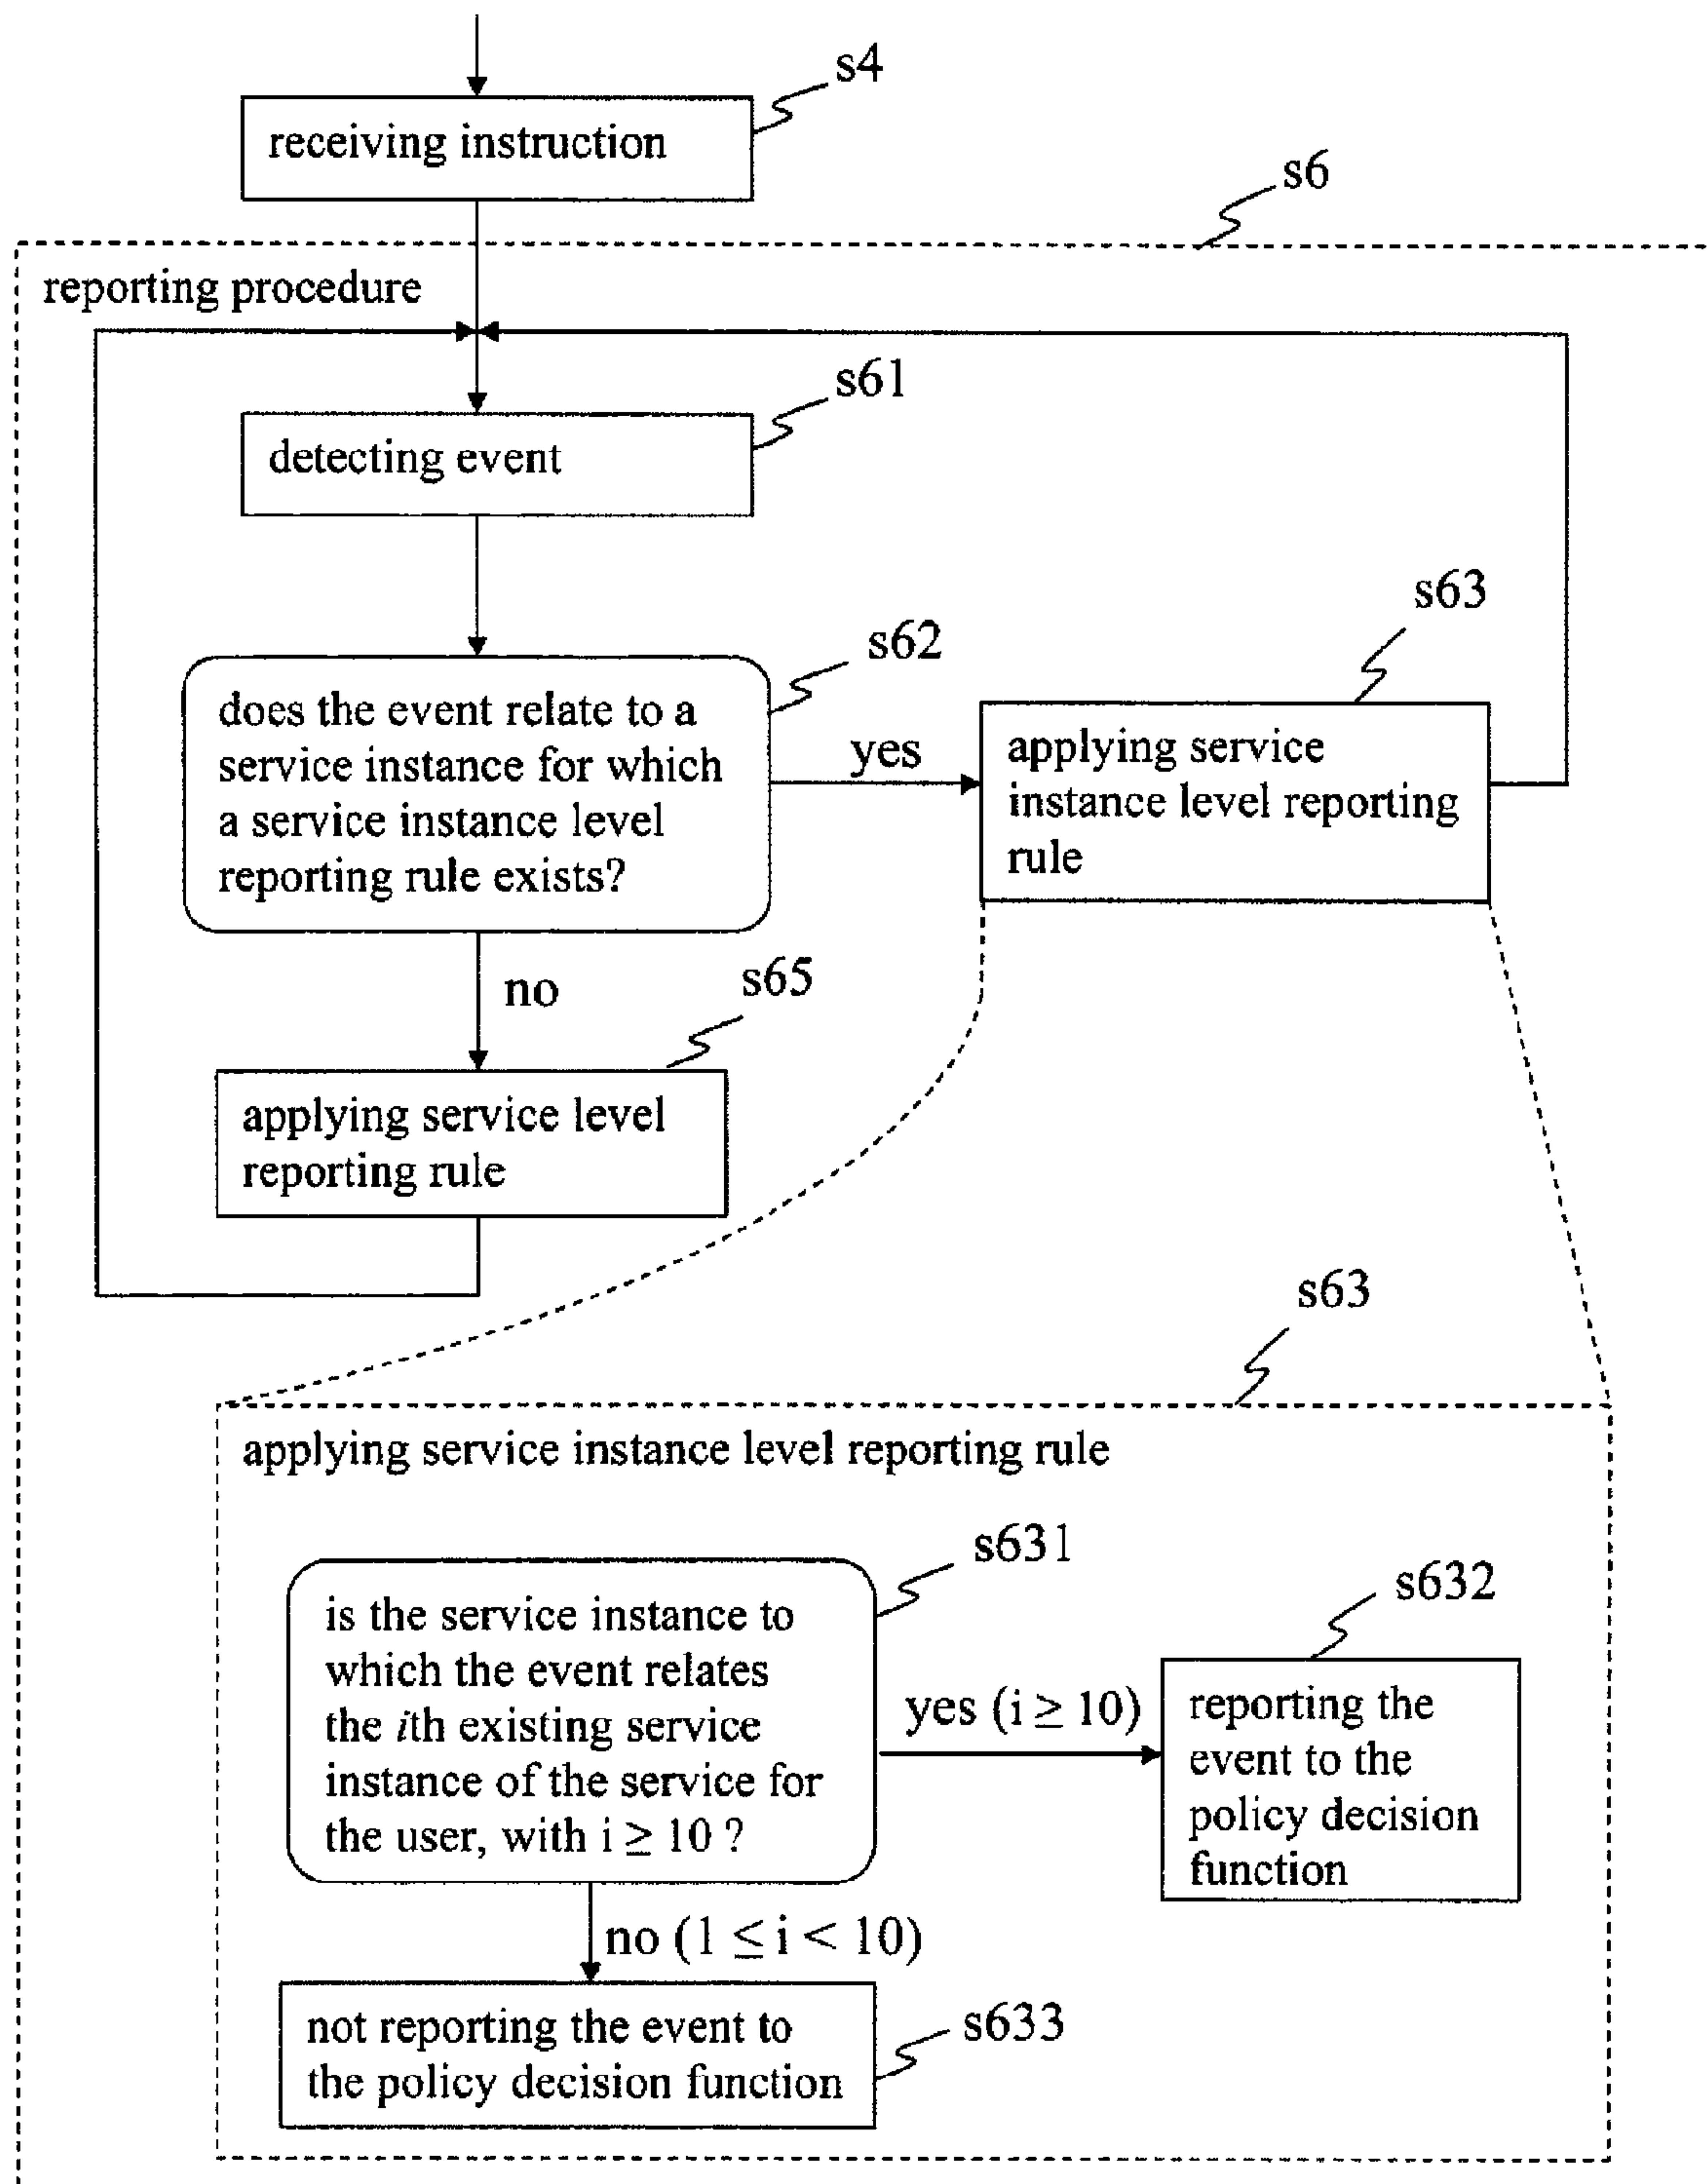 s4
receiving instruction
s6
reporting procedure
s61
detecting event
s62
does the event relate to a
service instance for which
a service instance level
reporting rule exists?
yes
s63
applying service
instance level reporting
rule
no
s65
applying service level
reporting rule
s63
applying service instance level reporting rule
s631
is the service instance to
which the event relates
the ith existing service
instance of the service for
the user, with i ≥ 10 ?
yes (i ≥ 10)
s632
reporting the
event to the
policy decision
function
no (1 ≤ i < 10)
s633
not reporting the event to
the policy decision function